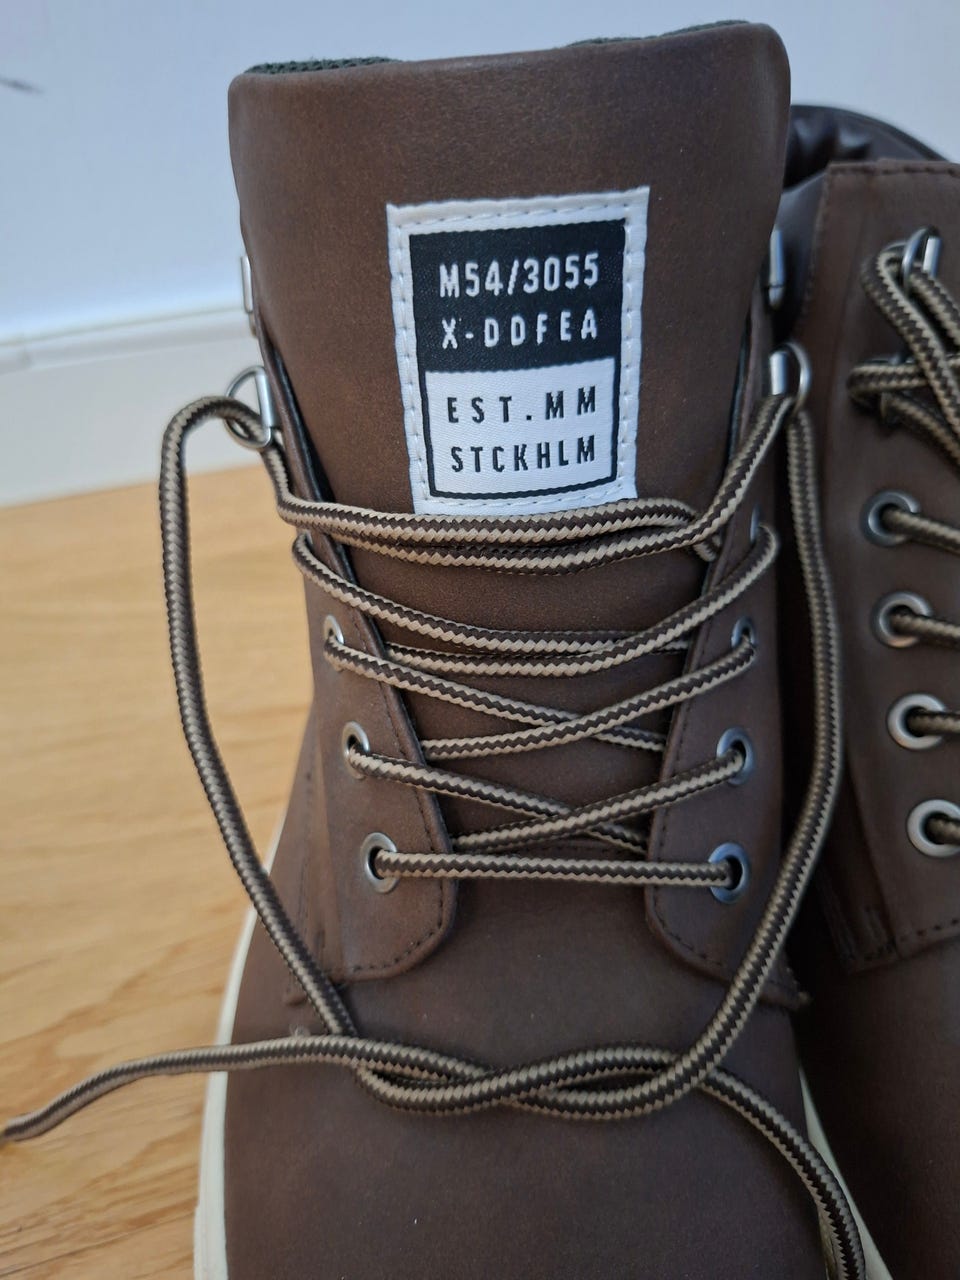 M54/3055
X-DDFEA
EST.MM
STCKHLM